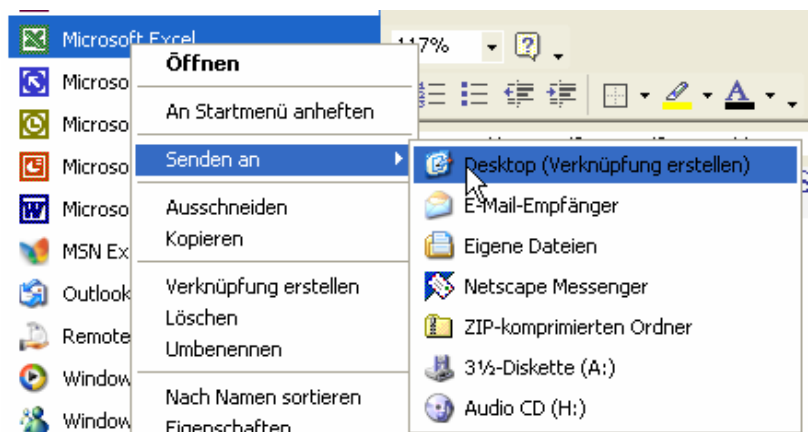 Microsoft Excel
Microso
Microso
Microso
Microso
MSN Ex
Outlook
Remote
Window
Window
117%
Öffnen
An Startmenü anheften
Senden an
Ausschneiden
Kopieren
Verknüpfung erstellen
Löschen
Umbenennen
Nach Namen sortieren
Eigenschaften
Desktop (Verknüpfung erstellen)
E-Mail-Empfänger
Eigene Dateien
Netscape Messenger
ZIP-komprimierten Ordner
3½-Diskette (A:)
Audio CD (H:)